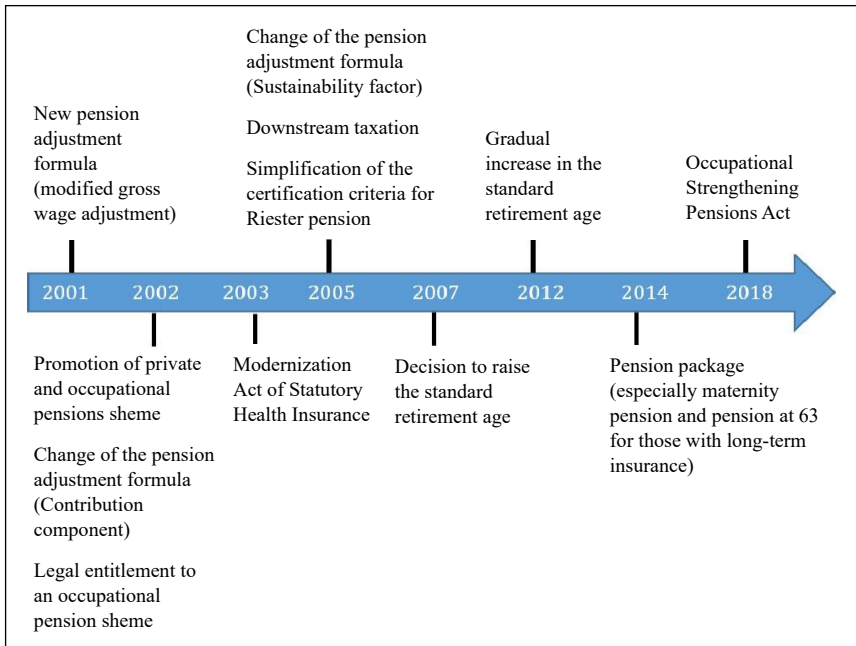 Change of the pension
adjustment formula
(Sustainability factor)
Downstream taxation
Simplification of the
certification criteria for
Riester pension
New pension
adjustment
formula
(modified gross
wage adjustment)
Gradual
increase in the
standard
retirement age
Occupational
Strengthening
Pensions Act
2001 2002 2003 2005 2007 2012 2014 2018
Promotion of private
and occupational
pensions sheme
Change of the pension
adjustment formula
(Contribution
component)
Legal entitlement to
an occupational
pension sheme
Modernization
Act of Statutory
Health Insurance
Decision to raise
the standard
retirement age
Pension package
(especially maternity
pension and pension at 63
for those with long-term
insurance)